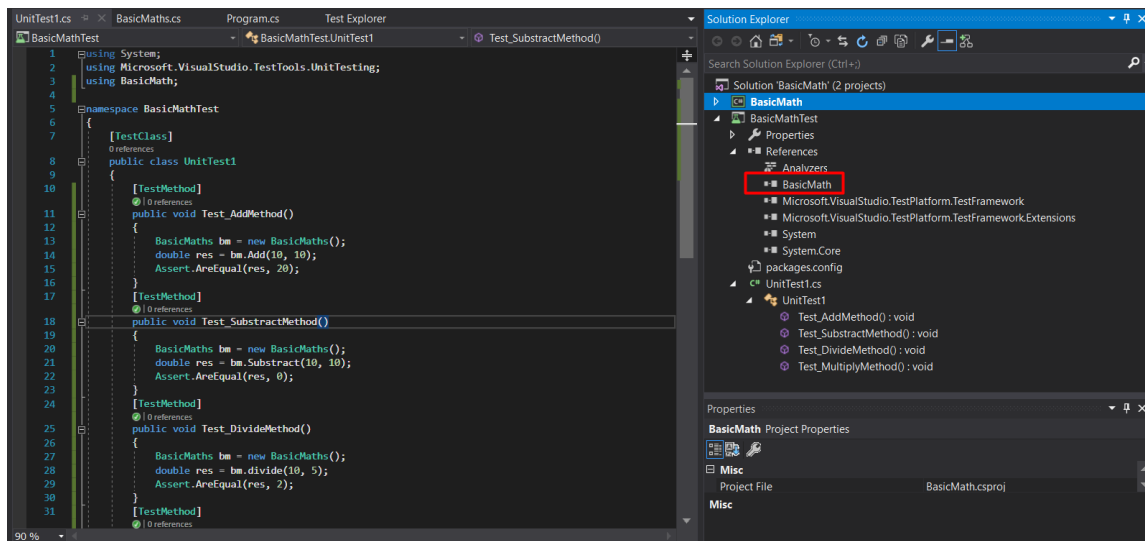 UnitTest1.cs
BasicMaths.cs
Program.cs
Test Explorer
BasicMathTest
BasicMathTest.UnitTest1
Test_SubstractMethod()
1 using System;
2 using Microsoft.VisualStudio.TestTools.UnitTesting;
3 using BasicMath;
4
5 namespace BasicMathTest
6 {
7 [TestClass]
0 references
8 public class UnitTest1
9 {
10 [TestMethod]
0 references
11 public void Test_AddMethod()
12 {
13 BasicMaths bm = new BasicMaths();
14 double res = bm.Add(10, 10);
15 Assert.AreEqual(res, 20);
16 }
17 [TestMethod]
0 references
18 public void Test_SubstractMethod()
19 {
20 BasicMaths bm = new BasicMaths();
21 double res = bm.Substract(10, 10);
22 Assert.AreEqual(res, 0);
23 }
24 [TestMethod]
0 references
25 public void Test_DivideMethod()
26 {
27 BasicMaths bm = new BasicMaths();
28 double res = bm.divide(10, 5);
29 Assert.AreEqual(res, 2);
30 }
31 [TestMethod]
0 references
90 %
Solution Explorer
Search Solution Explorer (Ctrl+;)
Solution 'BasicMath' (2 projects)
C# BasicMath
BasicMathTest
Properties
References
Analyzers
BasicMath
Microsoft.VisualStudio.TestPlatform.TestFramework
Microsoft.VisualStudio.TestPlatform.TestFramework.Extensions
System
System.Core
packages.config
C# UnitTest1.cs
UnitTest1
Test_AddMethod() : void
Test_SubstractMethod() : void
Test_DivideMethod() : void
Test_MultiplyMethod() : void
Properties
BasicMath Project Properties
Misc
Project File BasicMath.csproj
Misc